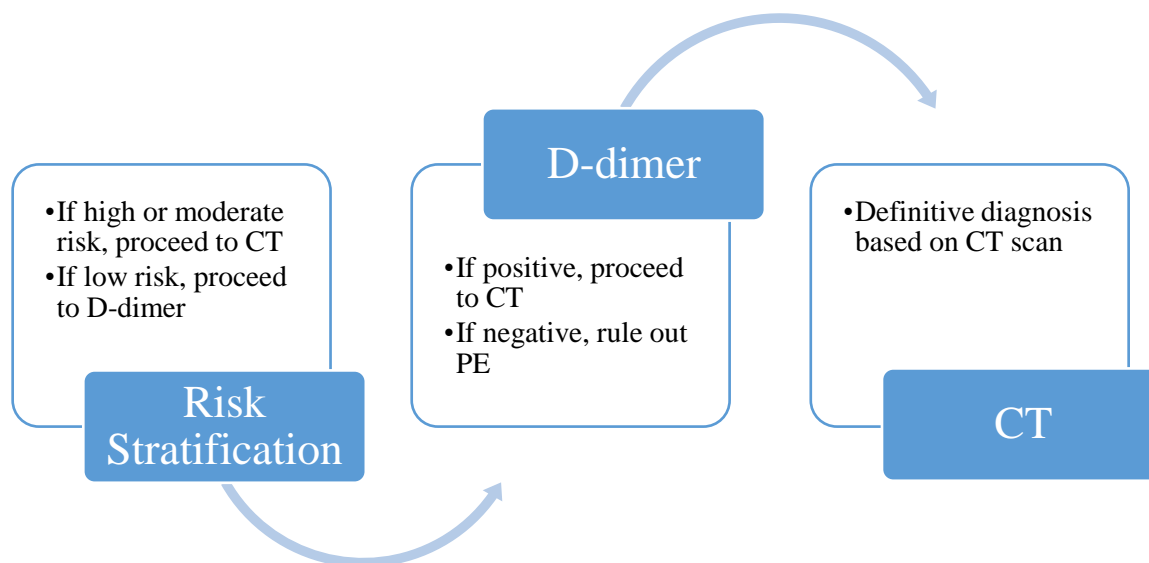 •If high or moderate
risk, proceed to CT
•If low risk, proceed
to D-dimer
Risk
Stratification
D-dimer
•If positive, proceed
to CT
•If negative, rule out
PE
•Definitive diagnosis
based on CT scan
CT